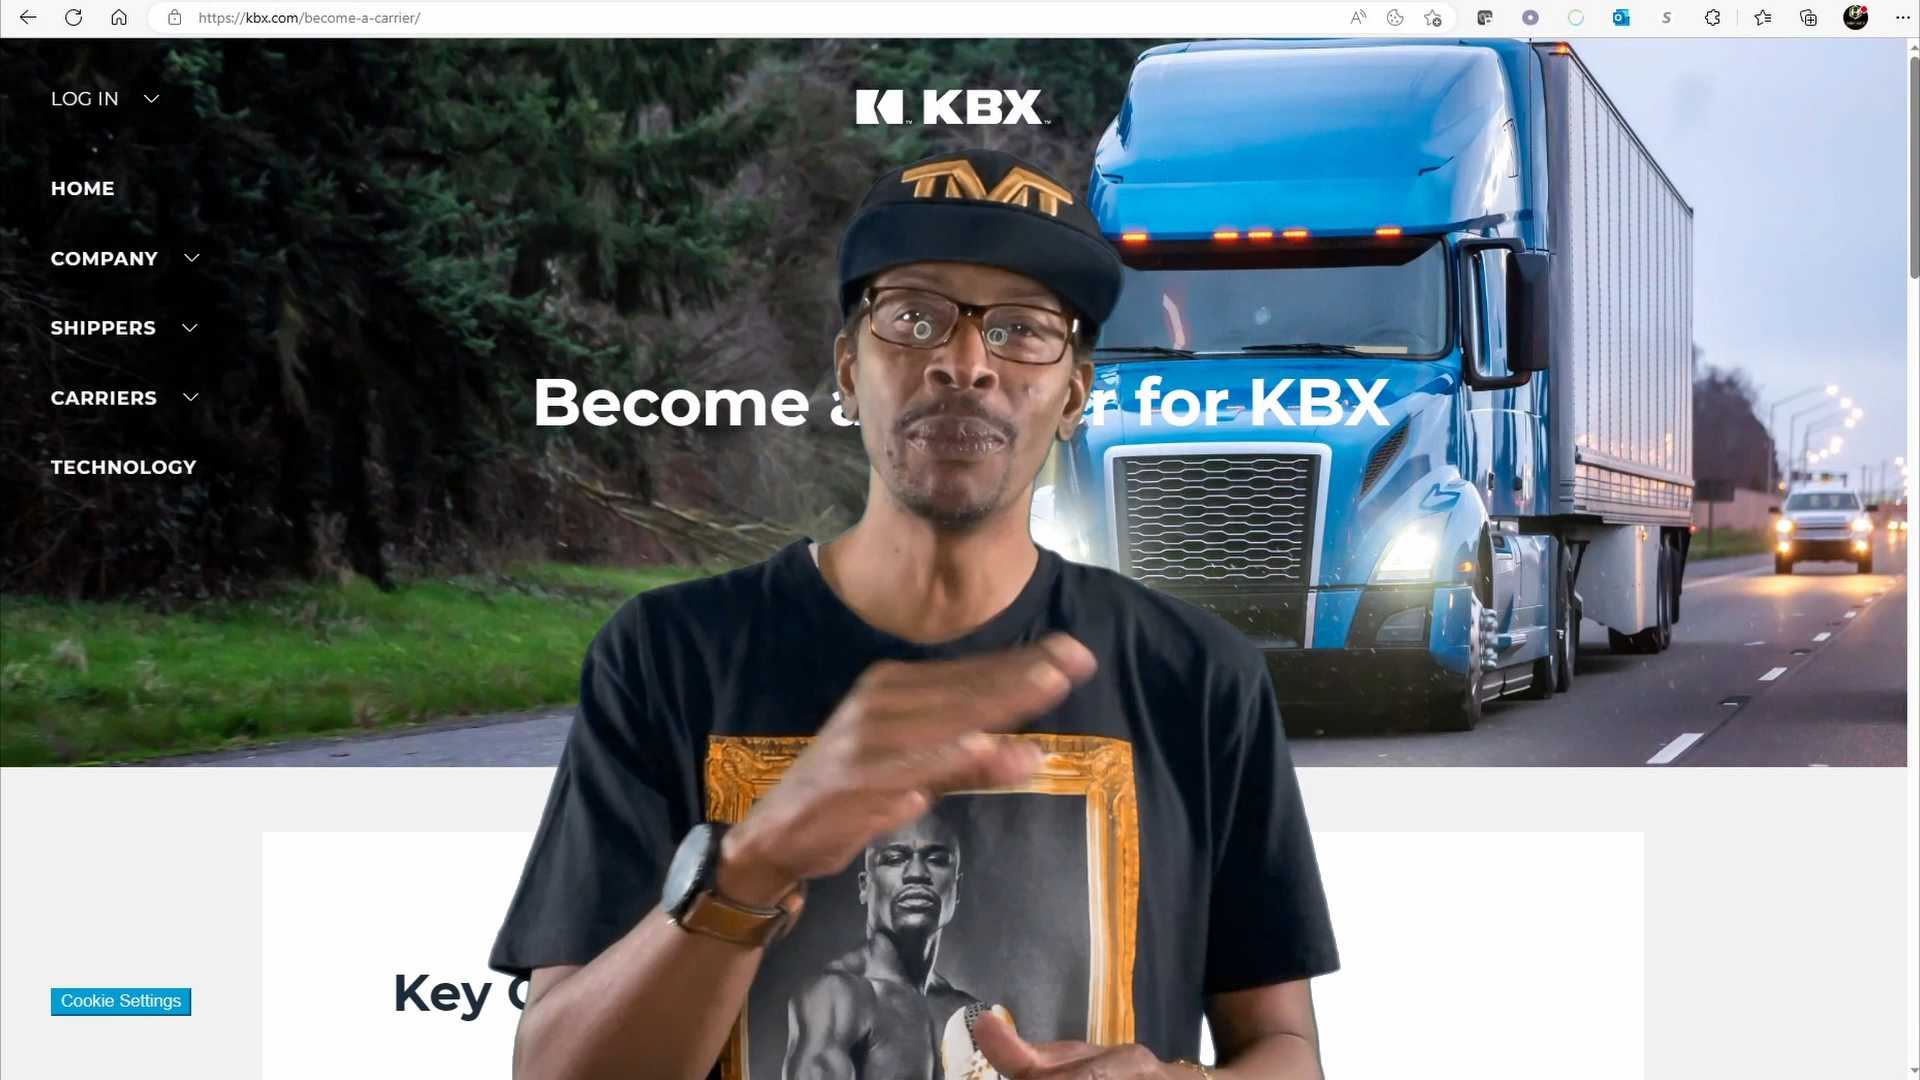 https://kbx.com/become-a-carrier/
LOG IN
KBX
TMT
HOME
COMPANY
SHIPPERS
CARRIERS
TECHNOLOGY
Become for KBX
Key
Cookie Settings